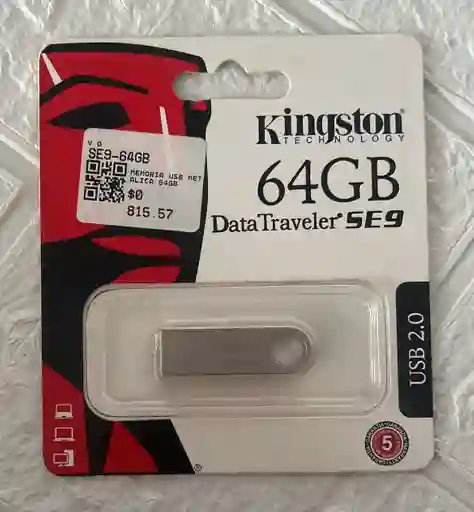 Kingston
TECHNOLOGY
64GB
DataTraveler® SE9
V 0
SE9-64GB
MEMORIA USB MET
ALICA 64GB
$0
815.57
USB 2.0
5
®